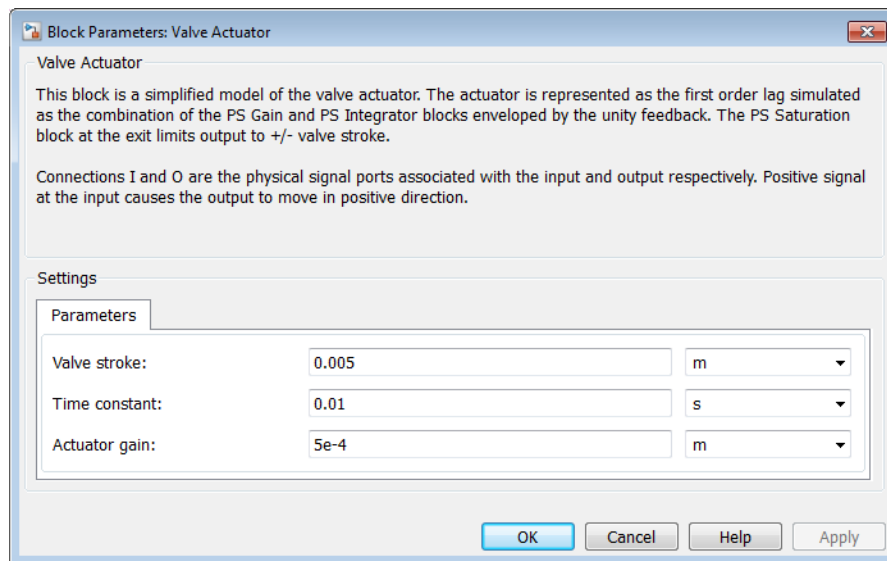 Block Parameters: Valve Actuator
Valve Actuator
This block is a simplified model of the valve actuator. The actuator is represented as the first order lag simulated
as the combination of the PS Gain and PS Integrator blocks enveloped by the unity feedback. The PS Saturation
block at the exit limits output to +/- valve stroke.
Connections I and O are the physical signal ports associated with the input and output respectively. Positive signal
at the input causes the output to move in positive direction.
Settings
Parameters
Valve stroke: 0.005 m
Time constant: 0.01 s
Actuator gain: 5e-4 m
OK Cancel Help Apply